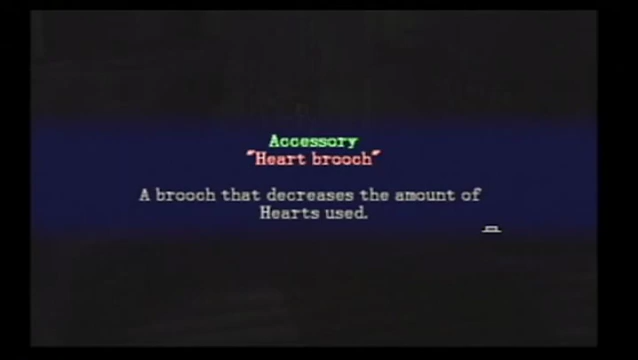 Accessory
"Heart brooch"
A brooch that decreases the amount of
Hearts used.